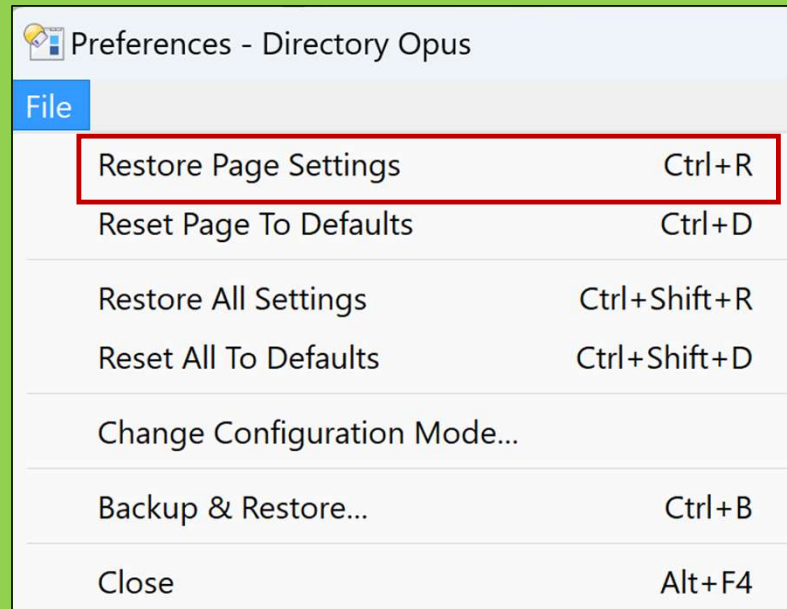 Preferences - Directory Opus
File
Restore Page Settings Ctrl+R
Reset Page To Defaults Ctrl+D
Restore All Settings Ctrl+Shift+R
Reset All To Defaults Ctrl+Shift+D
Change Configuration Mode...
Backup & Restore... Ctrl+B
Close Alt+F4